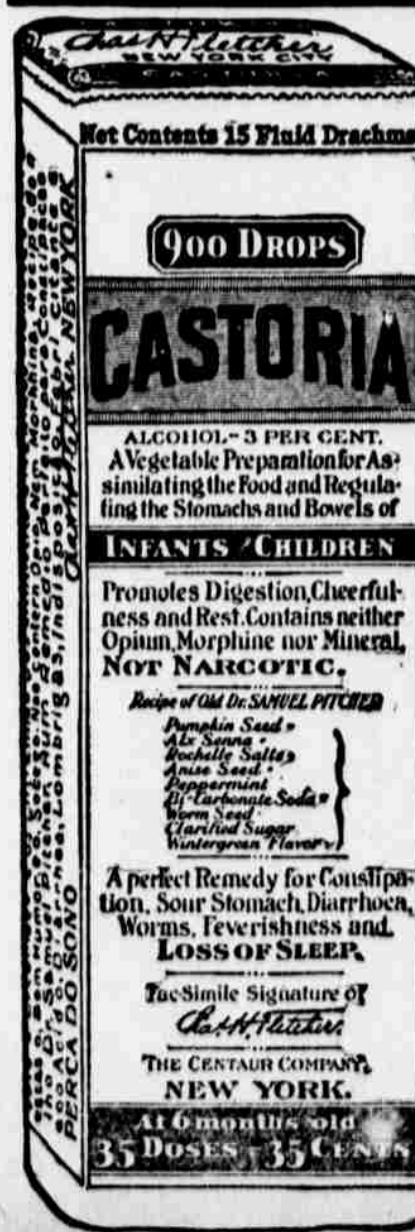 Chas H Fletcher
NEW YORK CITY
Net Contents 15 Fluid Drachms
900 DROPS
CASTORIA
ALCOHOL-3 PER CENT.
A Vegetable Preparation for As-
similating the Food and Regula-
ting the Stomachs and Bowels of
INFANTS CHILDREN
Promotes Digestion, Cheerful-
ness and Rest. Contains neither
Opium, Morphine nor Mineral.
NOT NARCOTIC.
Recipe of Old Dr. SAMUEL PITCHER
Pumpkin Seed
Alx Senna
Rochelle Salts
Anise Seed
Peppermint
Bi-Carbonate Soda
Worm Seed
Clarified Sugar
Wintergreen Flavor
A perfect Remedy for Constipa-
tion, Sour Stomach, Diarrhoea,
Worms, Feverishness and
LOSS OF SLEEP.
Fac-Simile Signature of
Chas H Fletcher.
THE CENTAUR COMPANY,
NEW YORK.
At 6 months old
35 DOSES - 35 CENTS
PERCA DO SONO
Chas H Fletcher NEW YORK